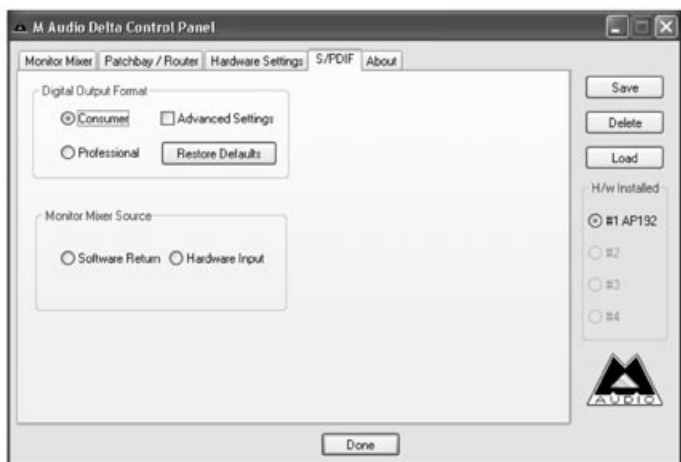 M Audio Delta Control Panel
Monitor Mixer Patchbay / Router Hardware Settings S/PDIF About
Digital Output Format
Consumer Advanced Settings
Professional Restore Defaults
Monitor Mixer Source
Software Return Hardware Input
Save
Delete
Load
H/w Installed
#1 AP192
#2
#3
#4
M AUDIO
Done